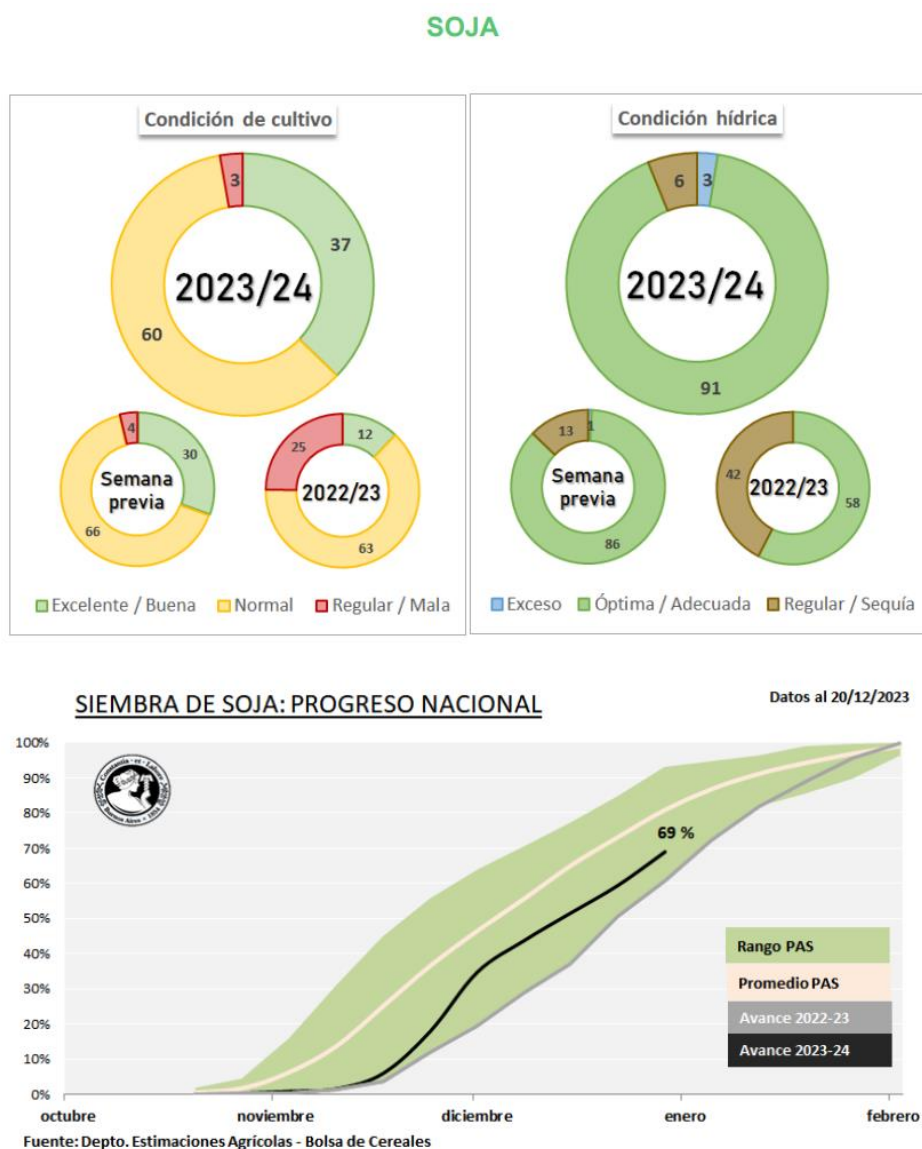 SOJA
Condición de cultivo
3
37
60
2023/24
4
30
66
Semana
previa
12
25
63
2022/23
Excelente / Buena
Normal
Regular / Mala
Condición hídrica
6
3
91
2023/24
13
1
86
Semana
previa
42
58
2022/23
Exceso
Óptima / Adecuada
Regular / Sequía
SIEMBRA DE SOJA: PROGRESO NACIONAL
Datos al 20/12/2023
100%
90%
80%
70%
60%
50%
40%
30%
20%
10%
0%
69 %
Rango PAS
Promedio PAS
Avance 2022-23
Avance 2023-24
octubre
noviembre
diciembre
enero
febrero
Fuente: Depto. Estimaciones Agrícolas - Bolsa de Cereales